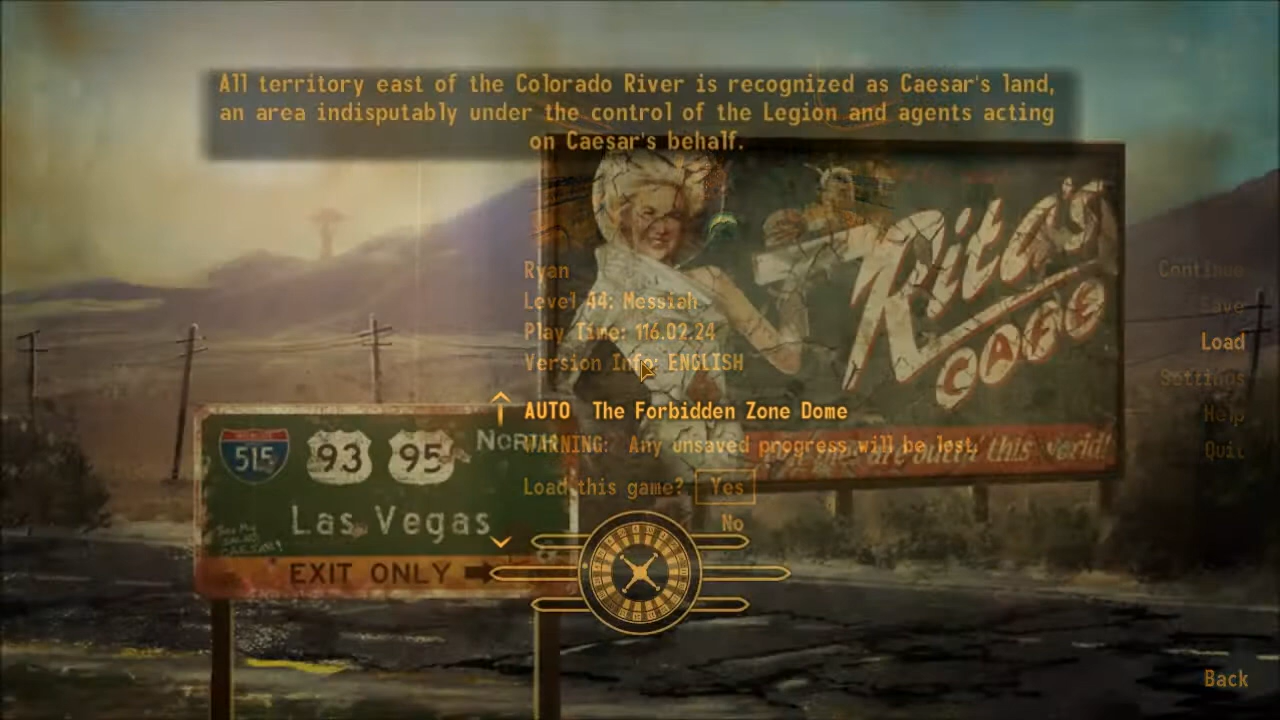 All territory east of the Colorado River is recognized as Caesar's land,
an area indisputably under the control of the Legion and agents acting
on Caesar's behalf.
Rita's
CAFE
this world!
Ryan
Level 44: Messiah
Play Time: 116.02.24
Version Info: ENGLISH
AUTO The Forbidden Zone Dome
WARNING: Any unsaved progress will be lost.
Load this game? Yes
No
Continue
Save
Load
Settings
Help
Quit
Back
515
93
95
NORTH
Las Vegas
EXIT ONLY